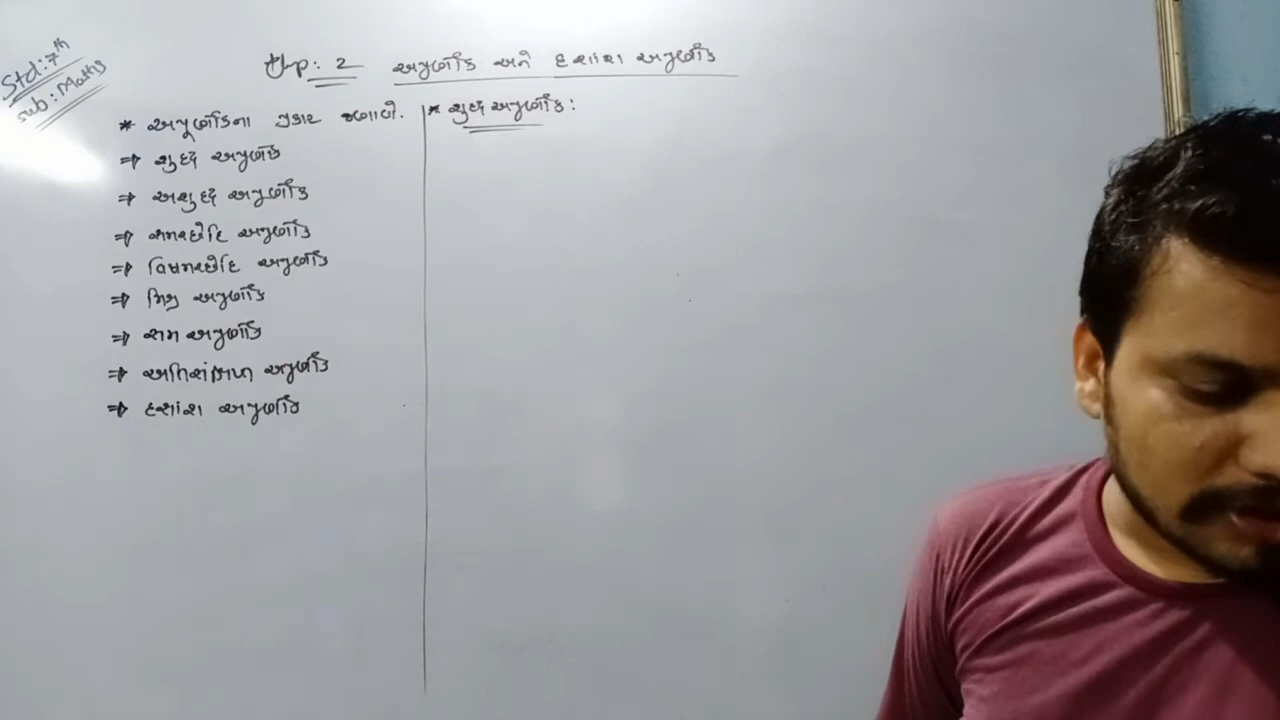 Std: 7th
Sub: Maths
Chp: 2 અપૂર્ણાંક અને દશાંશ અપૂર્ણાંક
* અપૂર્ણાંકના પ્રકાર જણાવો.
⇒ શુદ્ધ અપૂર્ણાંક
⇒ અશુદ્ધ અપૂર્ણાંક
⇒ સમચ્છેદિ અપૂર્ણાંક
⇒ વિષમચ્છેદિ અપૂર્ણાંક
⇒ મિશ્ર અપૂર્ણાંક
⇒ સમ અપૂર્ણાંક
⇒ અતિસંક્ષિપ્ત અપૂર્ણાંક
⇒ દશાંશ અપૂર્ણાંક
* શુદ્ધ અપૂર્ણાંક: